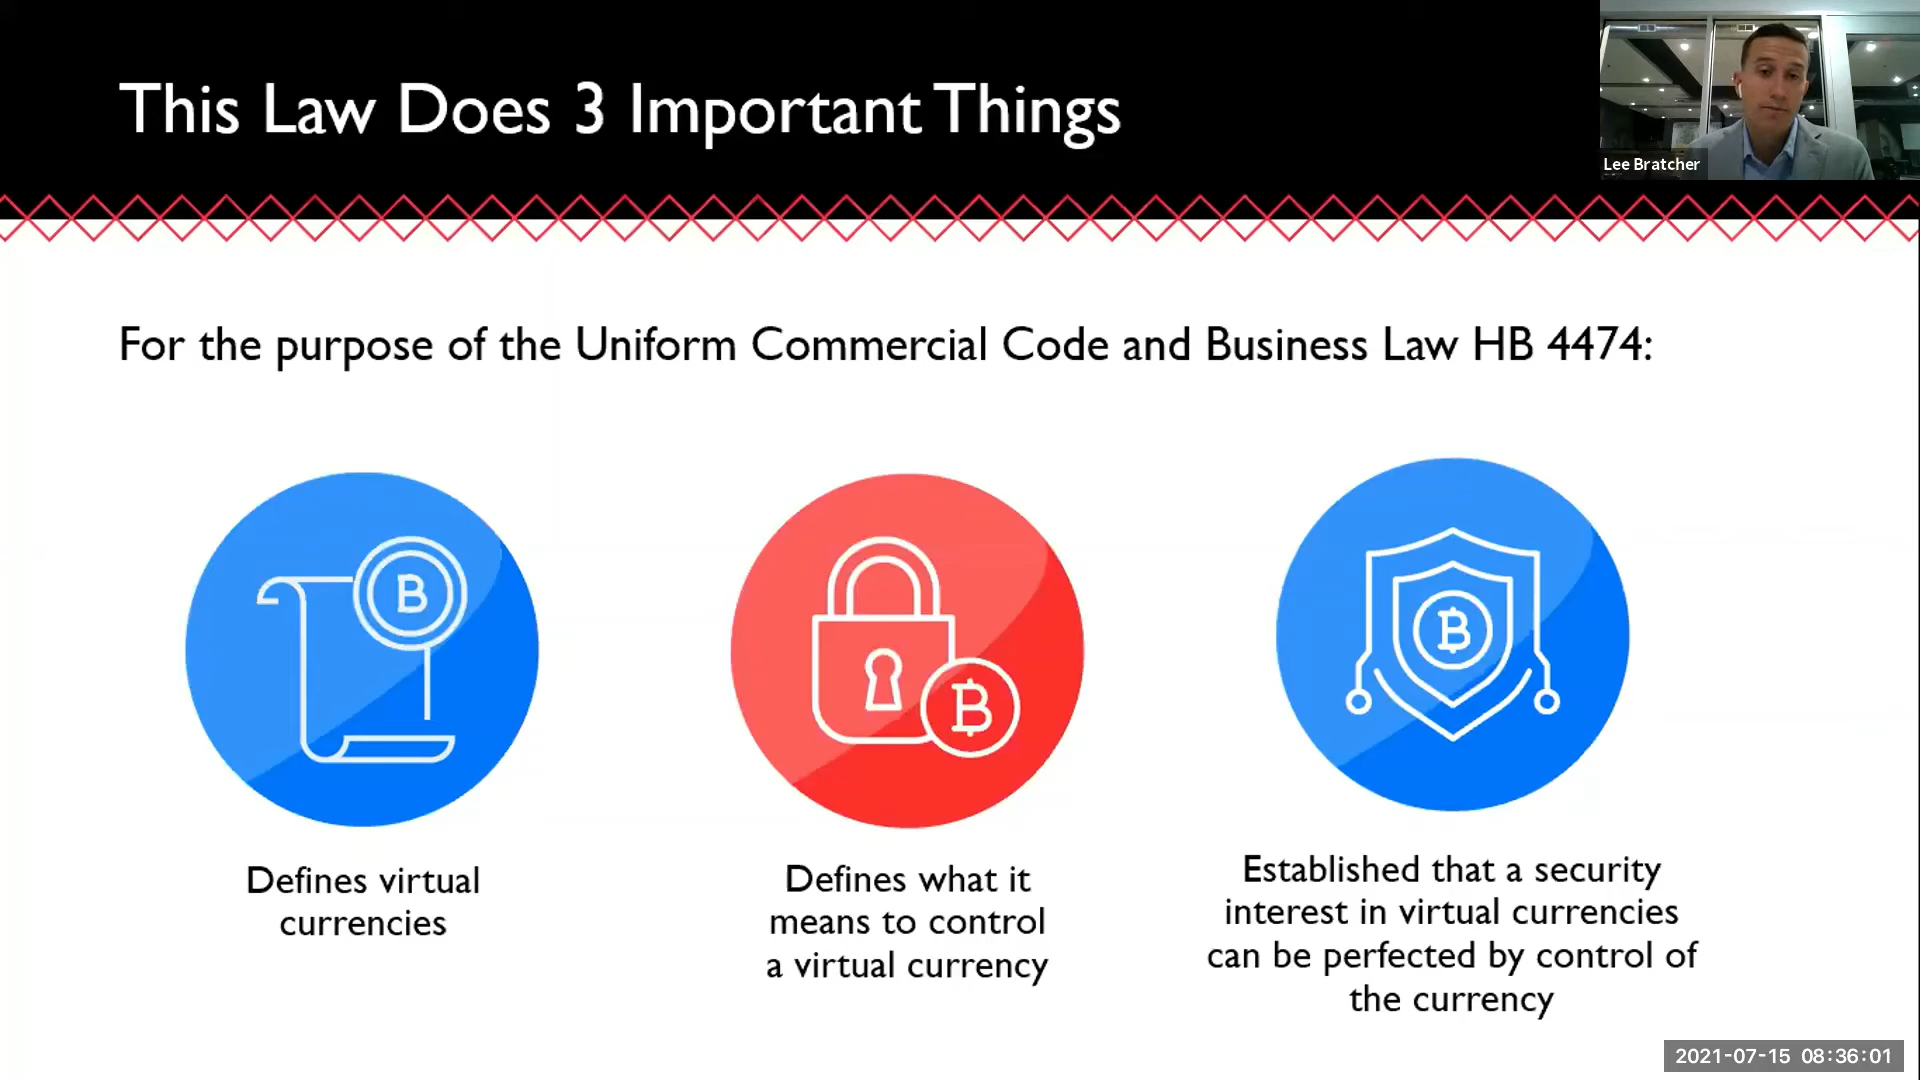 This Law Does 3 Important Things
Lee Bratcher
For the purpose of the Uniform Commercial Code and Business Law HB 4474:
B
B
B
Defines virtual
currencies
Defines what it
means to control
a virtual currency
Established that a security
interest in virtual currencies
can be perfected by control of
the currency
2021-07-15 08:36:01